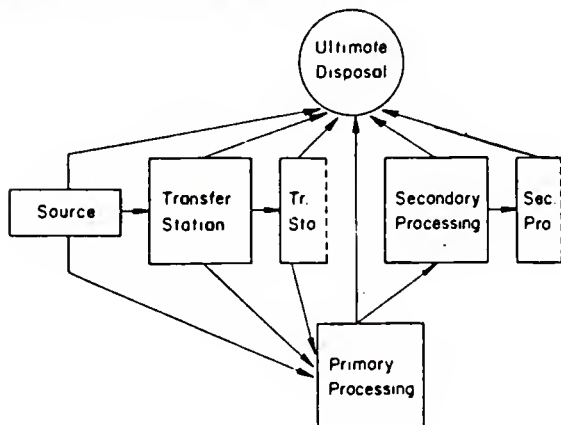 Ultimate
Disposal
Source
Transfer
Station
Tr.
Sta
Secondary
Processing
Sec.
Pro
Primary
Processing